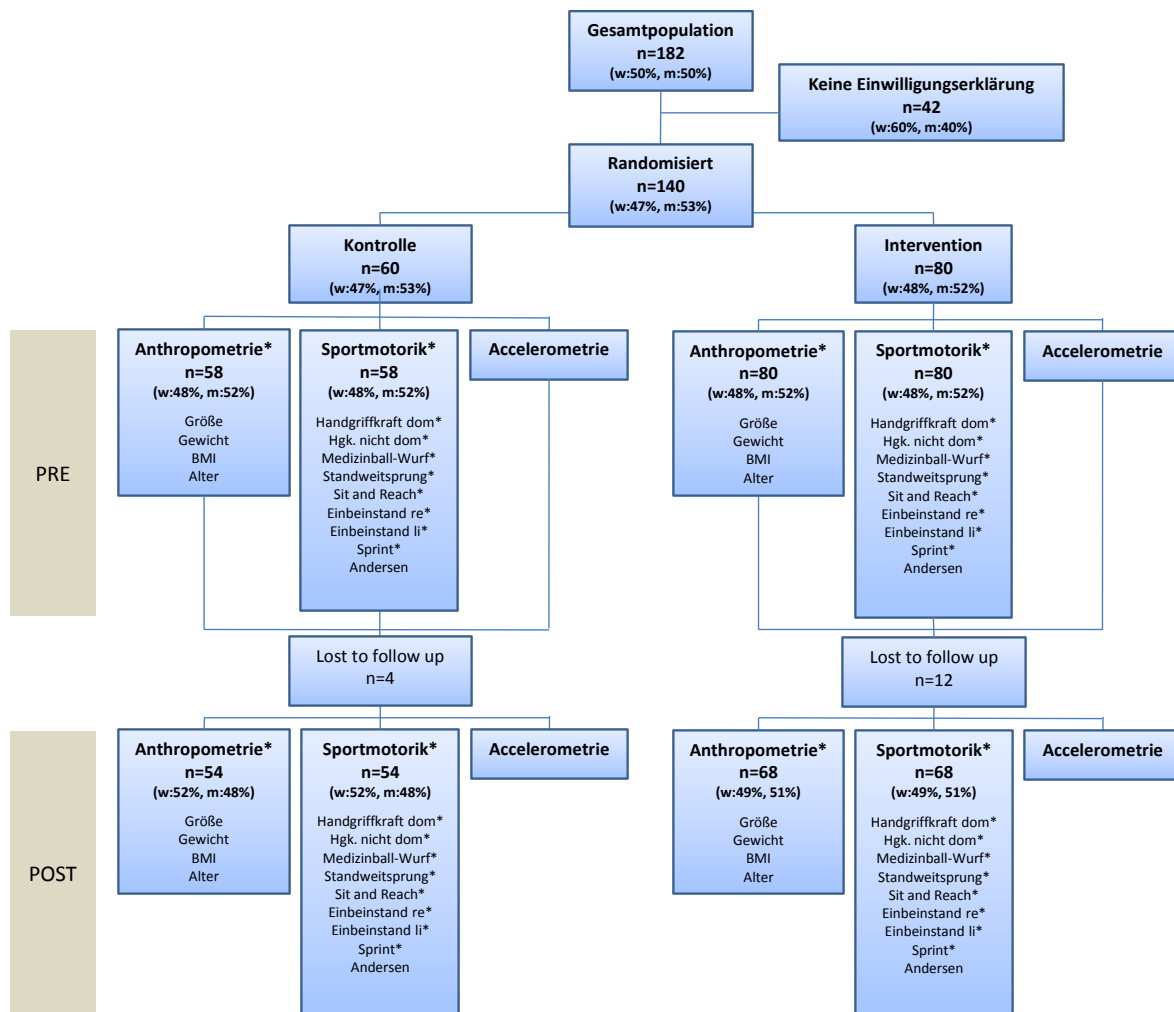 Gesamtpopulation
n=182
(w:50%, m:50%)
Keine Einwilligungserklärung
n=42
(w:60%, m:40%)
Randomisiert
n=140
(w:47%, m:53%)
Kontrolle
n=60
(w:47%, m:53%)
Intervention
n=80
(w:48%, m:52%)
PRE
Anthropometrie*
n=58
(w:48%, m:52%)
Größe
Gewicht
BMI
Alter
Sportmotorik*
n=58
(w:48%, m:52%)
Handgriffkraft dom*
Hgk. nicht dom*
Medizinball-Wurf*
Standweitsprung*
Sit and Reach*
Einbeinstand re*
Einbeinstand li*
Sprint*
Andersen
Accelerometrie
Anthropometrie*
n=80
(w:48%, m:52%)
Größe
Gewicht
BMI
Alter
Sportmotorik*
n=80
(w:48%, m:52%)
Handgriffkraft dom*
Hgk. nicht dom*
Medizinball-Wurf*
Standweitsprung*
Sit and Reach*
Einbeinstand re*
Einbeinstand li*
Sprint*
Andersen
Accelerometrie
Lost to follow up
n=4
Lost to follow up
n=12
POST
Anthropometrie*
n=54
(w:52%, m:48%)
Größe
Gewicht
BMI
Alter
Sportmotorik*
n=54
(w:52%, m:48%)
Handgriffkraft dom*
Hgk. nicht dom*
Medizinball-Wurf*
Standweitsprung*
Sit and Reach*
Einbeinstand re*
Einbeinstand li*
Sprint*
Andersen
Accelerometrie
Anthropometrie*
n=68
(w:49%, 51%)
Größe
Gewicht
BMI
Alter
Sportmotorik*
n=68
(w:49%, 51%)
Handgriffkraft dom*
Hgk. nicht dom*
Medizinball-Wurf*
Standweitsprung*
Sit and Reach*
Einbeinstand re*
Einbeinstand li*
Sprint*
Andersen
Accelerometrie